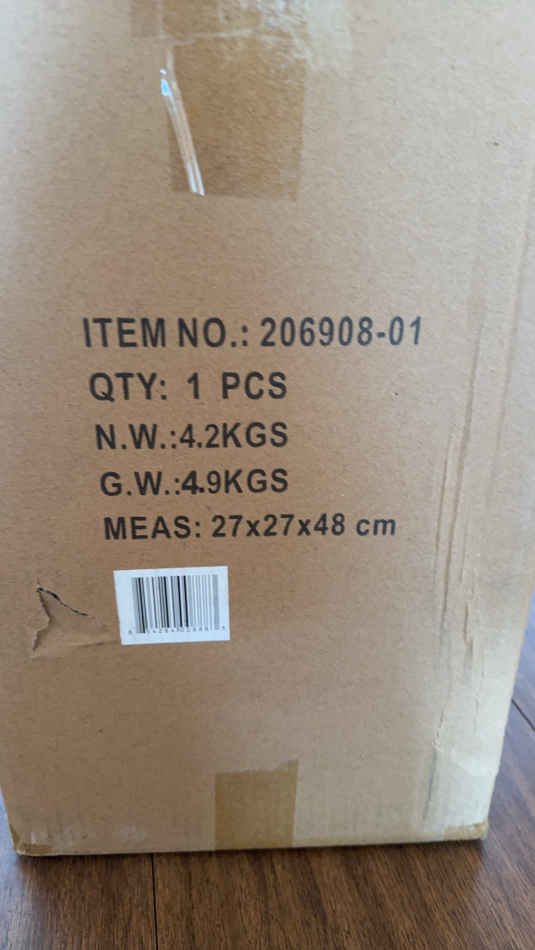 ITEM NO.: 206908-01
QTY: 1 PCS
N.W.:4.2KGS
G.W.:4.9KGS
MEAS: 27x27x48 cm